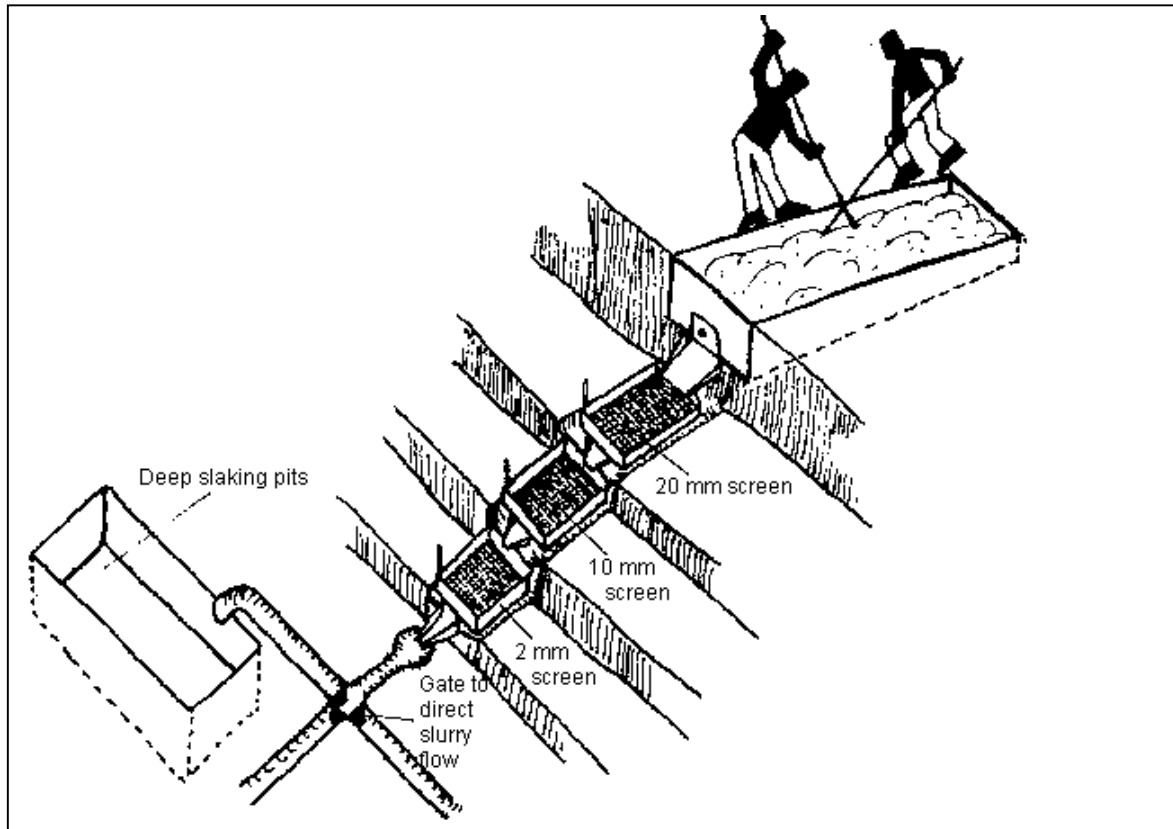 Deep slaking pits
20 mm screen
10 mm
screen
2 mm
screen
Gate to
direct
slurry
flow